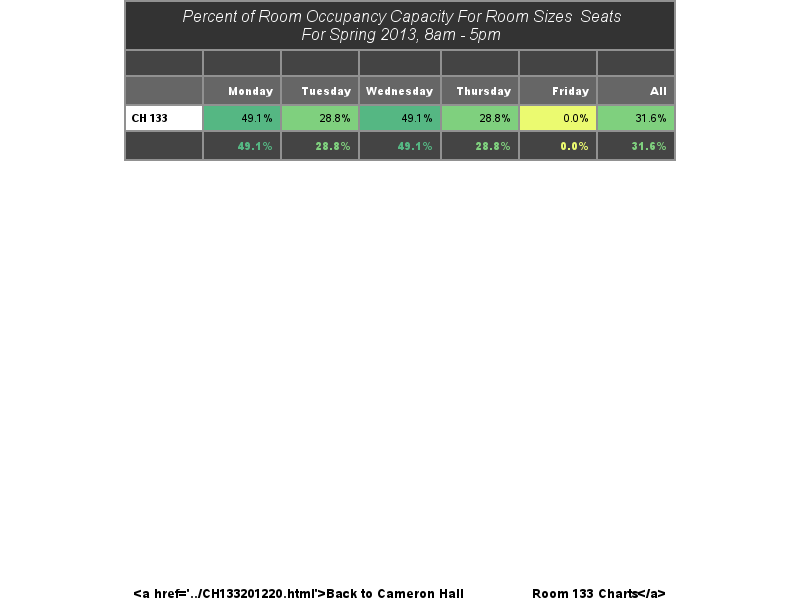 Percent of Room Occupancy Capacity For Room Sizes  Seats
For Spring 2013, 8am - 5pm
Monday Tuesday Wednesday Thursday Friday All
CH 133 49.1% 28.8% 49.1% 28.8% 0.0% 31.6%
49.1% 28.8% 49.1% 28.8% 0.0% 31.6%
<a href='../CH133201220.html'>Back to Cameron Hall Room 133 Charts</a>